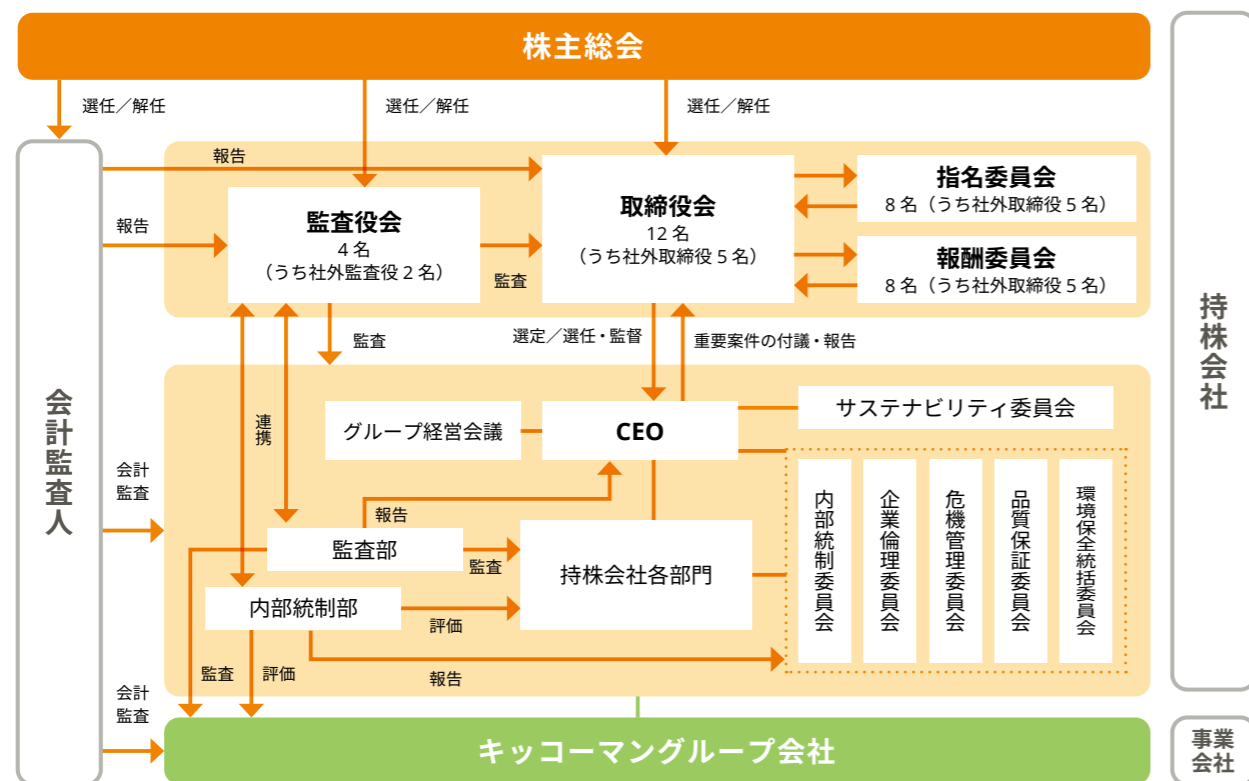 株主総会
選任／解任
選任／解任
選任／解任
会計監査人
報告
報告
監査役会
4名
（うち社外監査役2名）
監査
取締役会
12名
（うち社外取締役5名）
指名委員会
8名（うち社外取締役5名）
報酬委員会
8名（うち社外取締役5名）
持株会社
監査
選定／選任・監督
重要案件の付議・報告
連携
グループ経営会議
CEO
サステナビリティ委員会
会計
監査
報告
監査部
監査
持株会社各部門
内部統制委員会
企業倫理委員会
危機管理委員会
品質保証委員会
環境保全統括委員会
内部統制部
評価
監査
評価
報告
会計
監査
キッコーマングループ会社
事業
会社